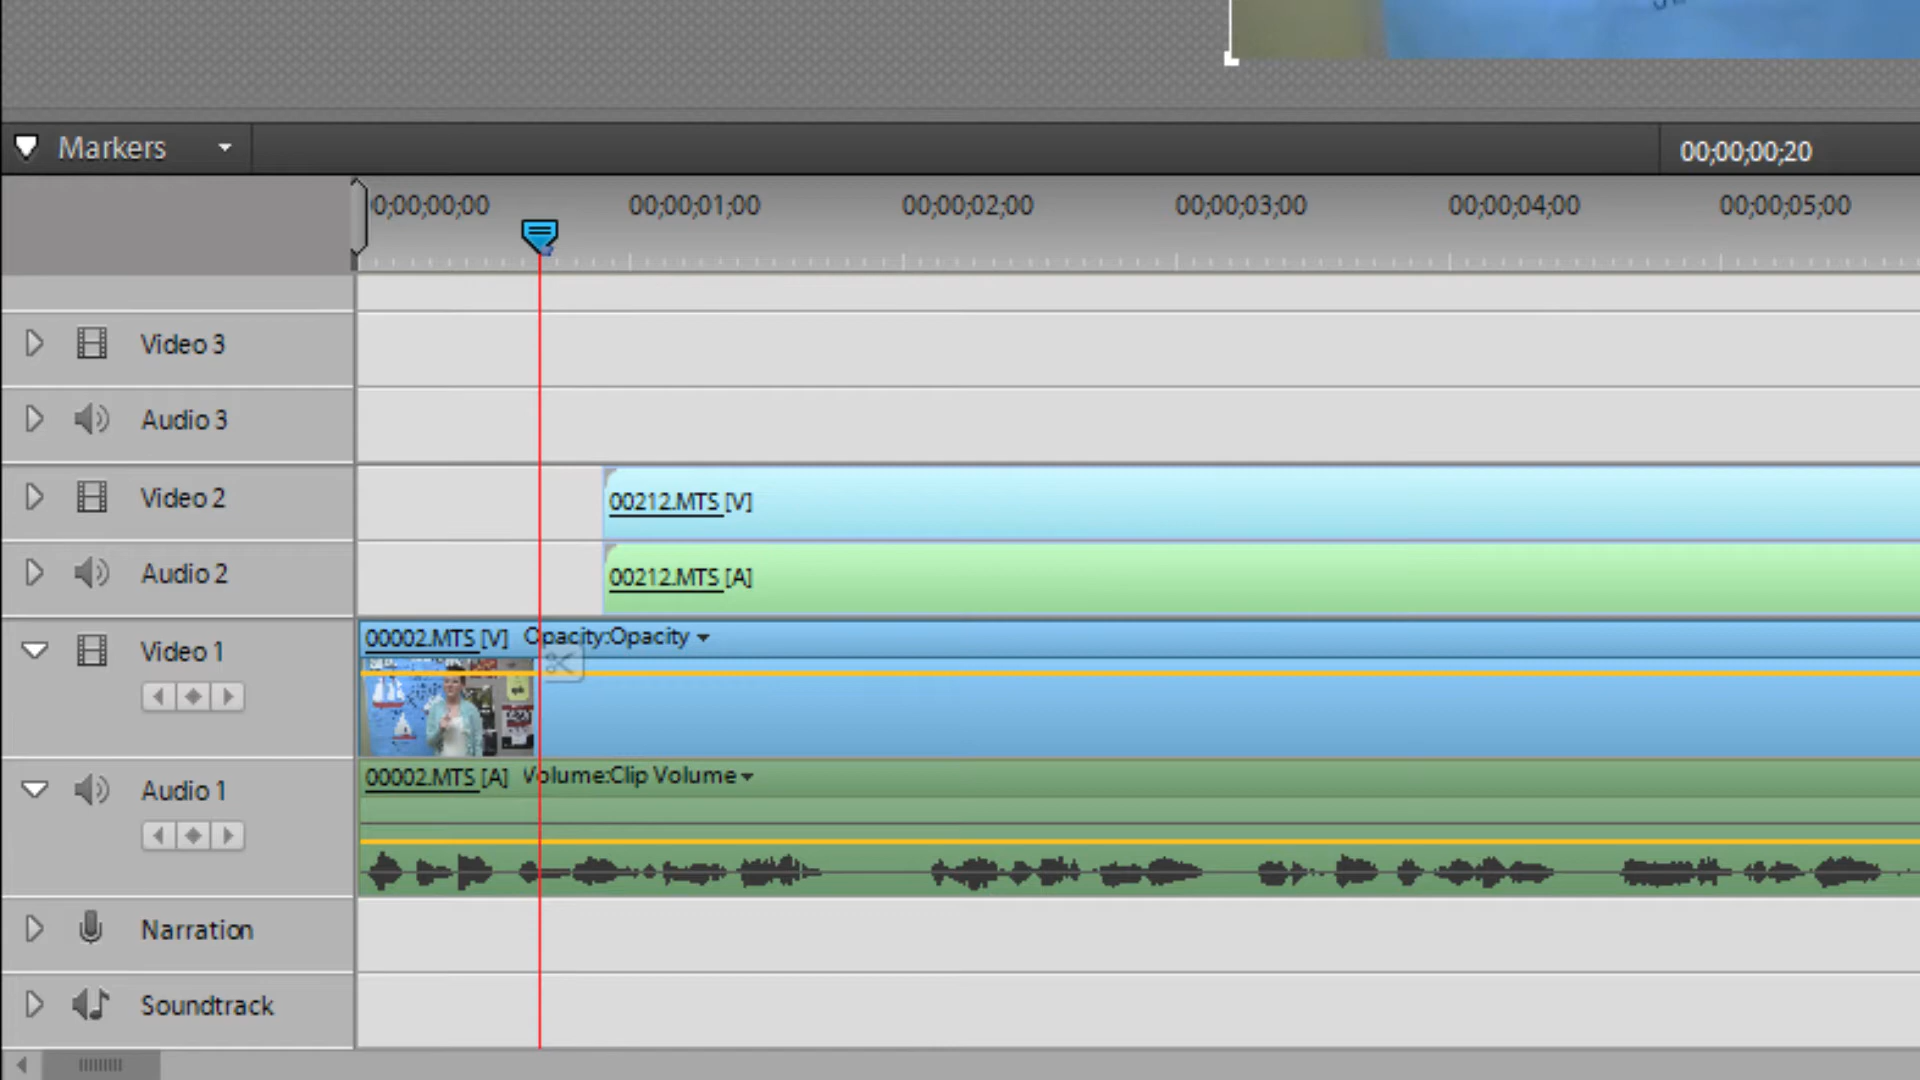 Markers
00;00;00;20
0;00;00;00 00;00;01;00 00;00;02;00 00;00;03;00 00;00;04;00 00;00;05;00
Video 3
Audio 3
Video 2
00212.MTS [V]
Audio 2
00212.MTS [A]
00002.MTS [V] Opacity:Opacity
Video 1
00002.MTS [A] Volume:Clip Volume
Audio 1
Narration
Soundtrack